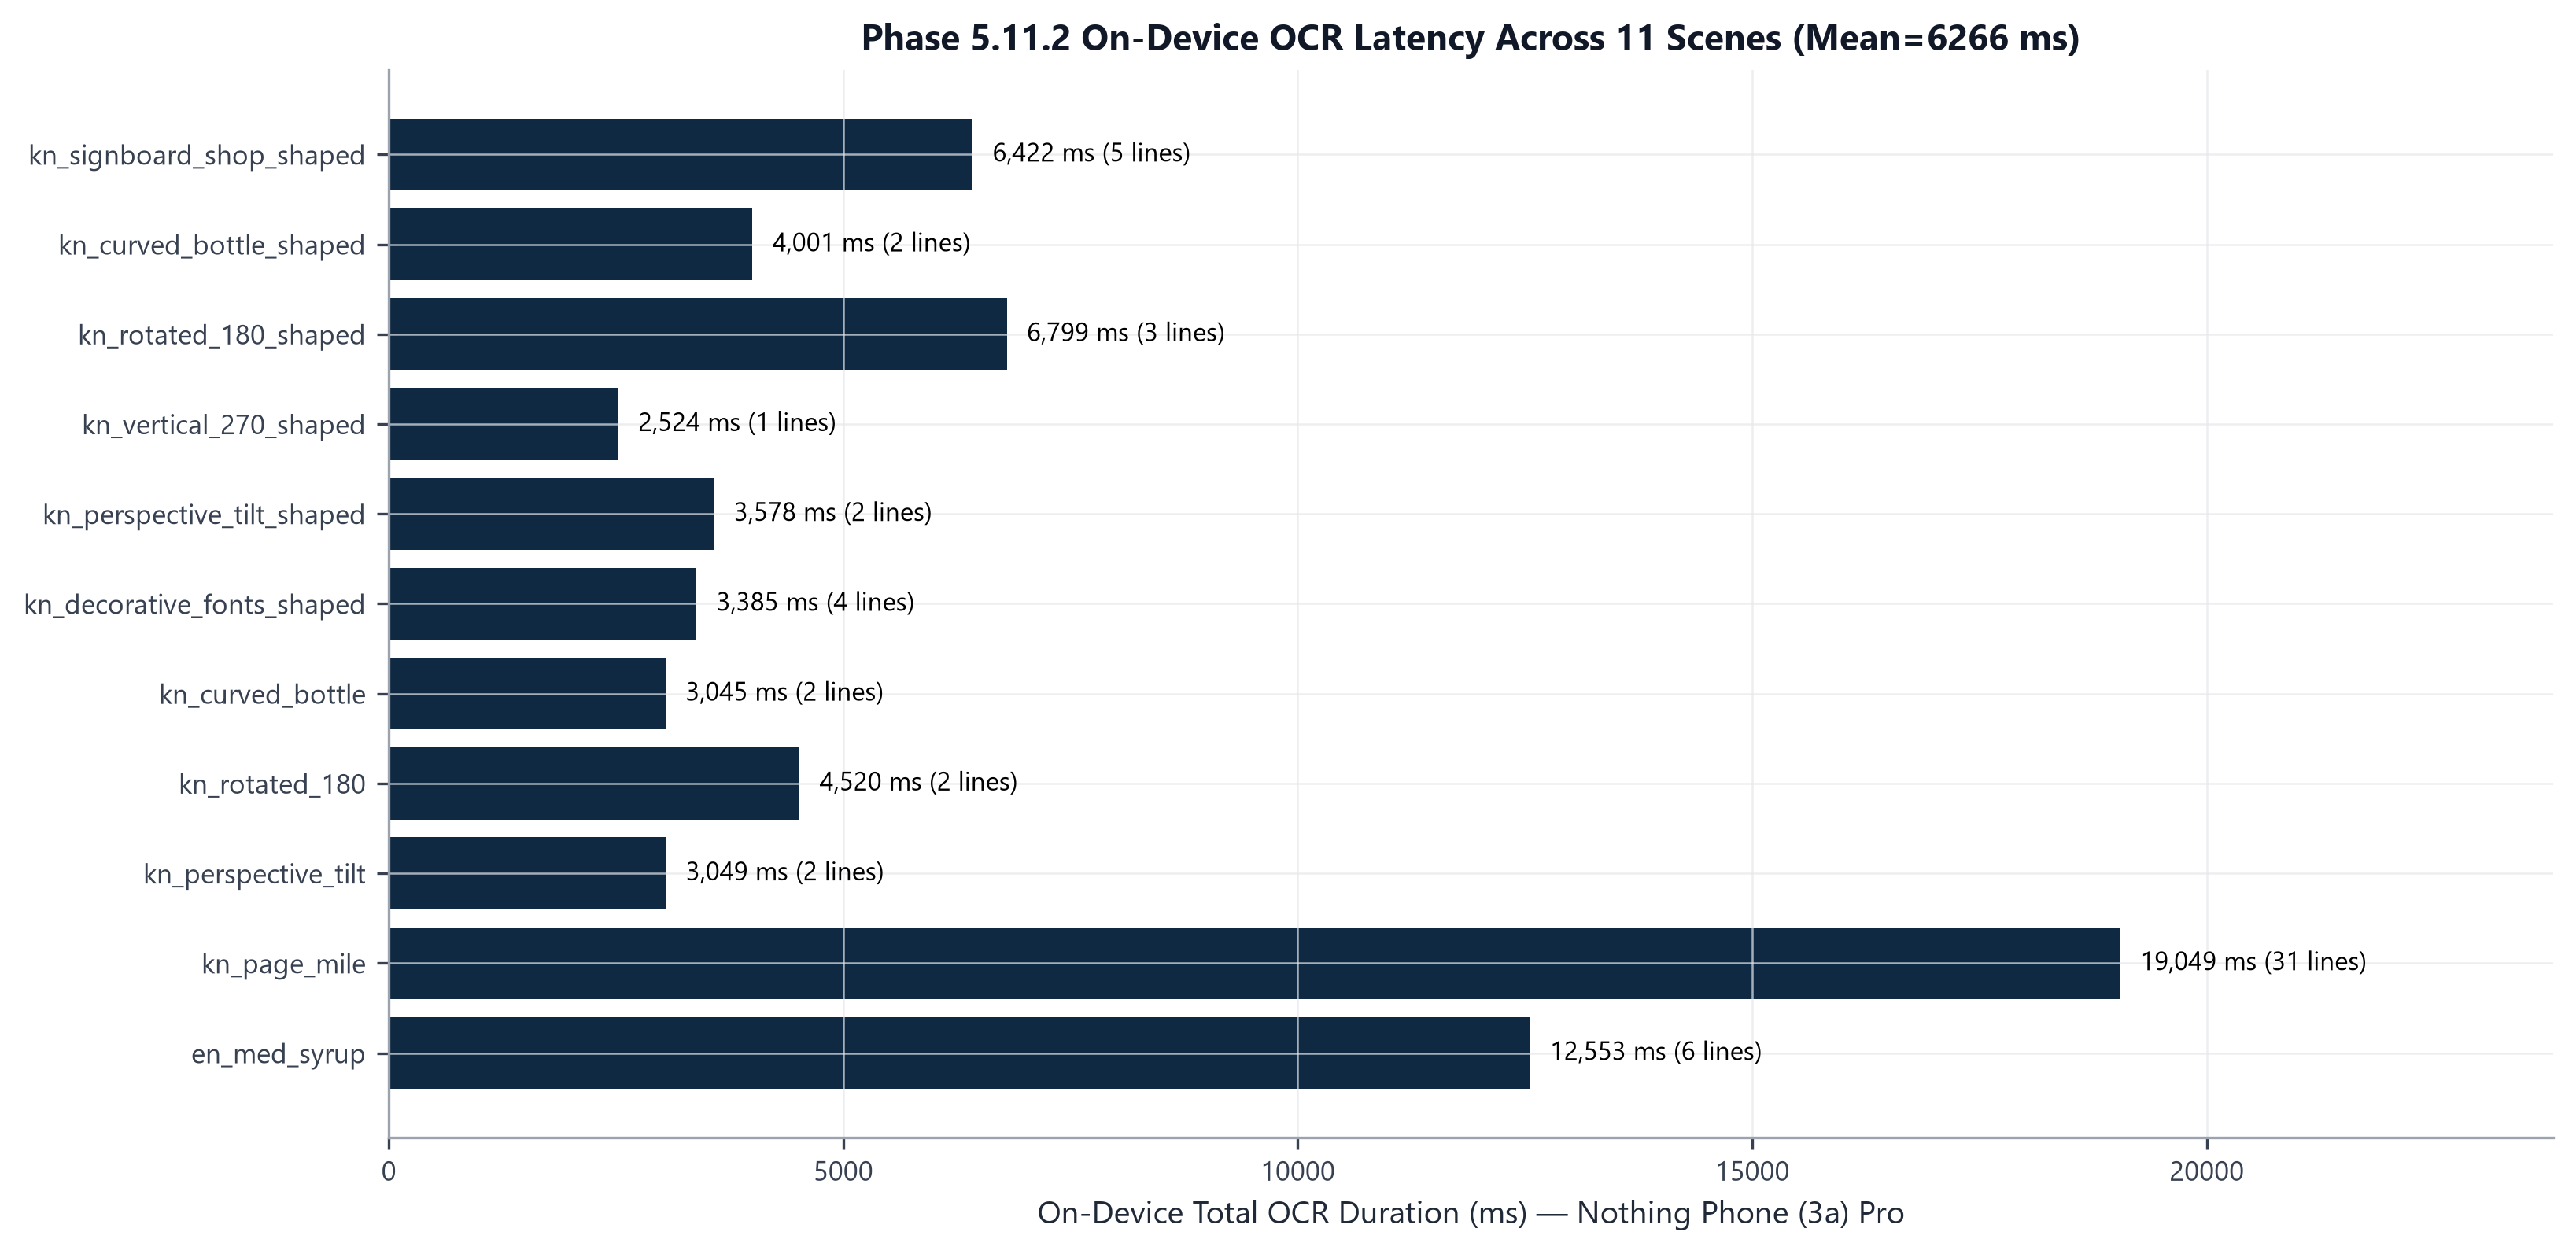 Phase 5.11.2 On-Device OCR Latency Across 11 Scenes (Mean=6266 ms)
kn_signboard_shop_shaped 6,422 ms (5 lines)
kn_curved_bottle_shaped 4,001 ms (2 lines)
kn_rotated_180_shaped 6,799 ms (3 lines)
kn_vertical_270_shaped 2,524 ms (1 lines)
kn_perspective_tilt_shaped 3,578 ms (2 lines)
kn_decorative_fonts_shaped 3,385 ms (4 lines)
kn_curved_bottle 3,045 ms (2 lines)
kn_rotated_180 4,520 ms (2 lines)
kn_perspective_tilt 3,049 ms (2 lines)
kn_page_mile 19,049 ms (31 lines)
en_med_syrup 12,553 ms (6 lines)
0 5000 10000 15000 20000
On-Device Total OCR Duration (ms) — Nothing Phone (3a) Pro